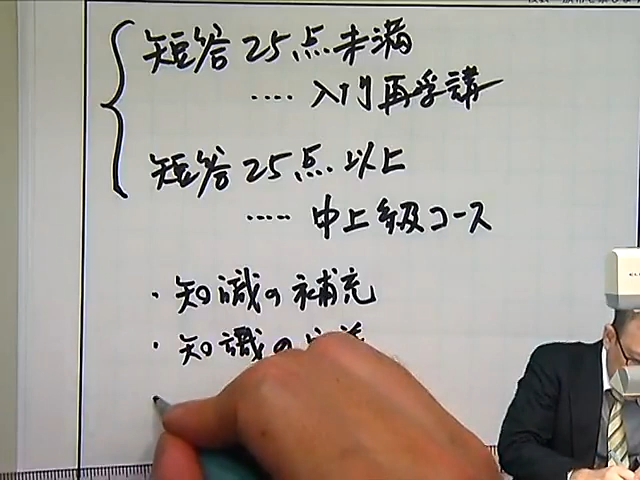 短答25点未満
…… 入門再受講
短答25点以上
…… 中上級コース
・知識の補充
・知識の